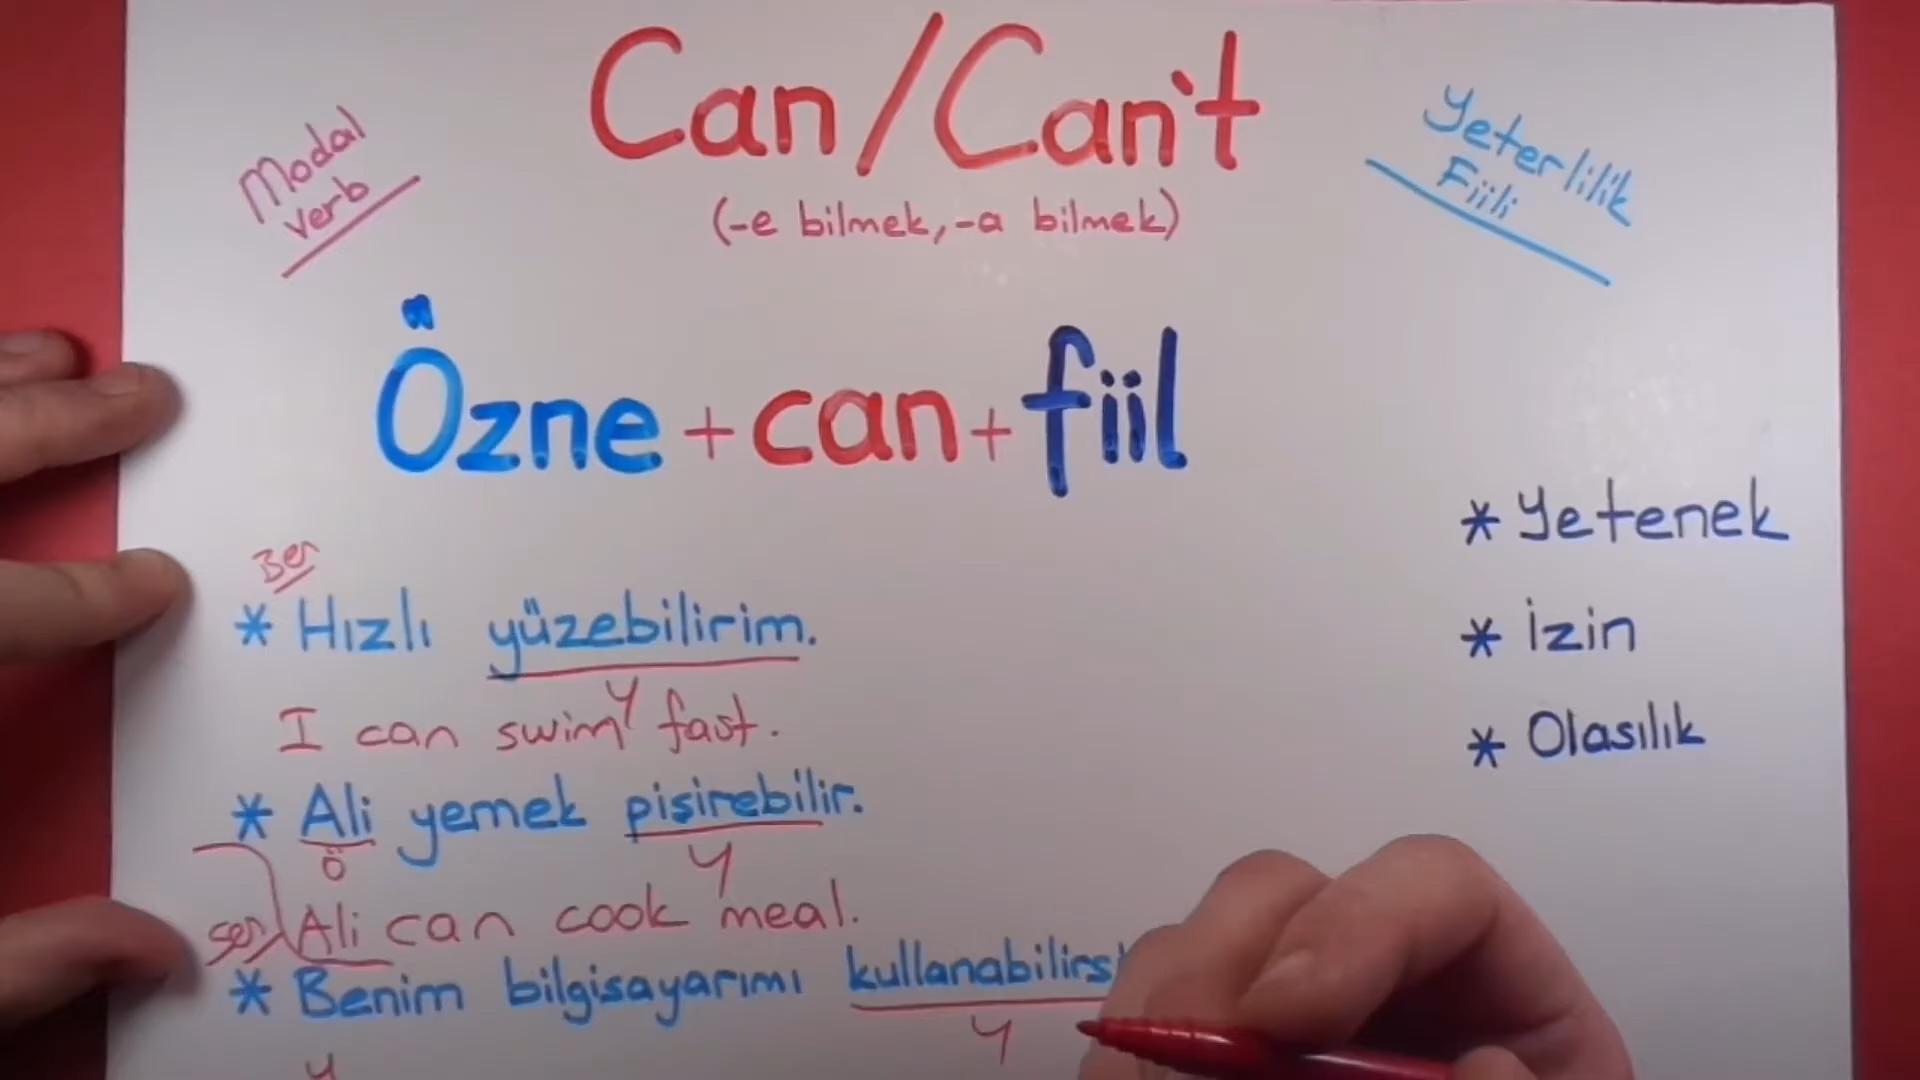 Can/Can't
Modal
verb
Yeterlilik
Fiili
(-e bilmek, -a bilmek)
Özne + can + fiil
* Yetenek
* İzin
* Olasılık
Ben
* Hızlı yüzebilirim.
Y
I can swim fast.
* Ali yemek pişirebilir.
Ö
Y
Ali can cook meal.
sen
* Benim bilgisayarımı
Y
Y